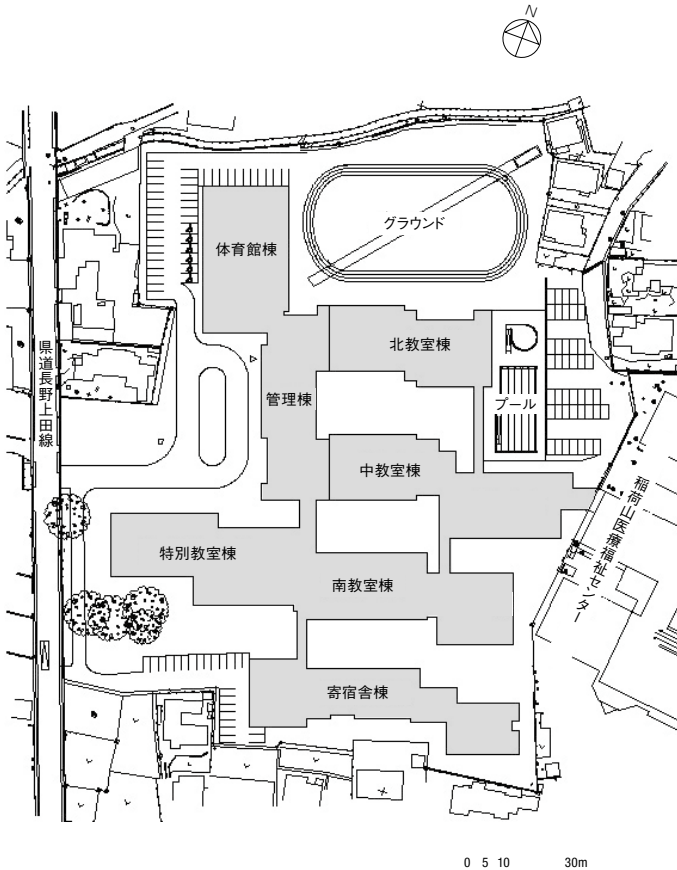 N
体育館棟
グラウンド
北教室棟
県道長野上田線
管理棟
プール
中教室棟
稲荷山医療福祉センター
特別教室棟
南教室棟
寄宿舎棟
0 5 10 30m